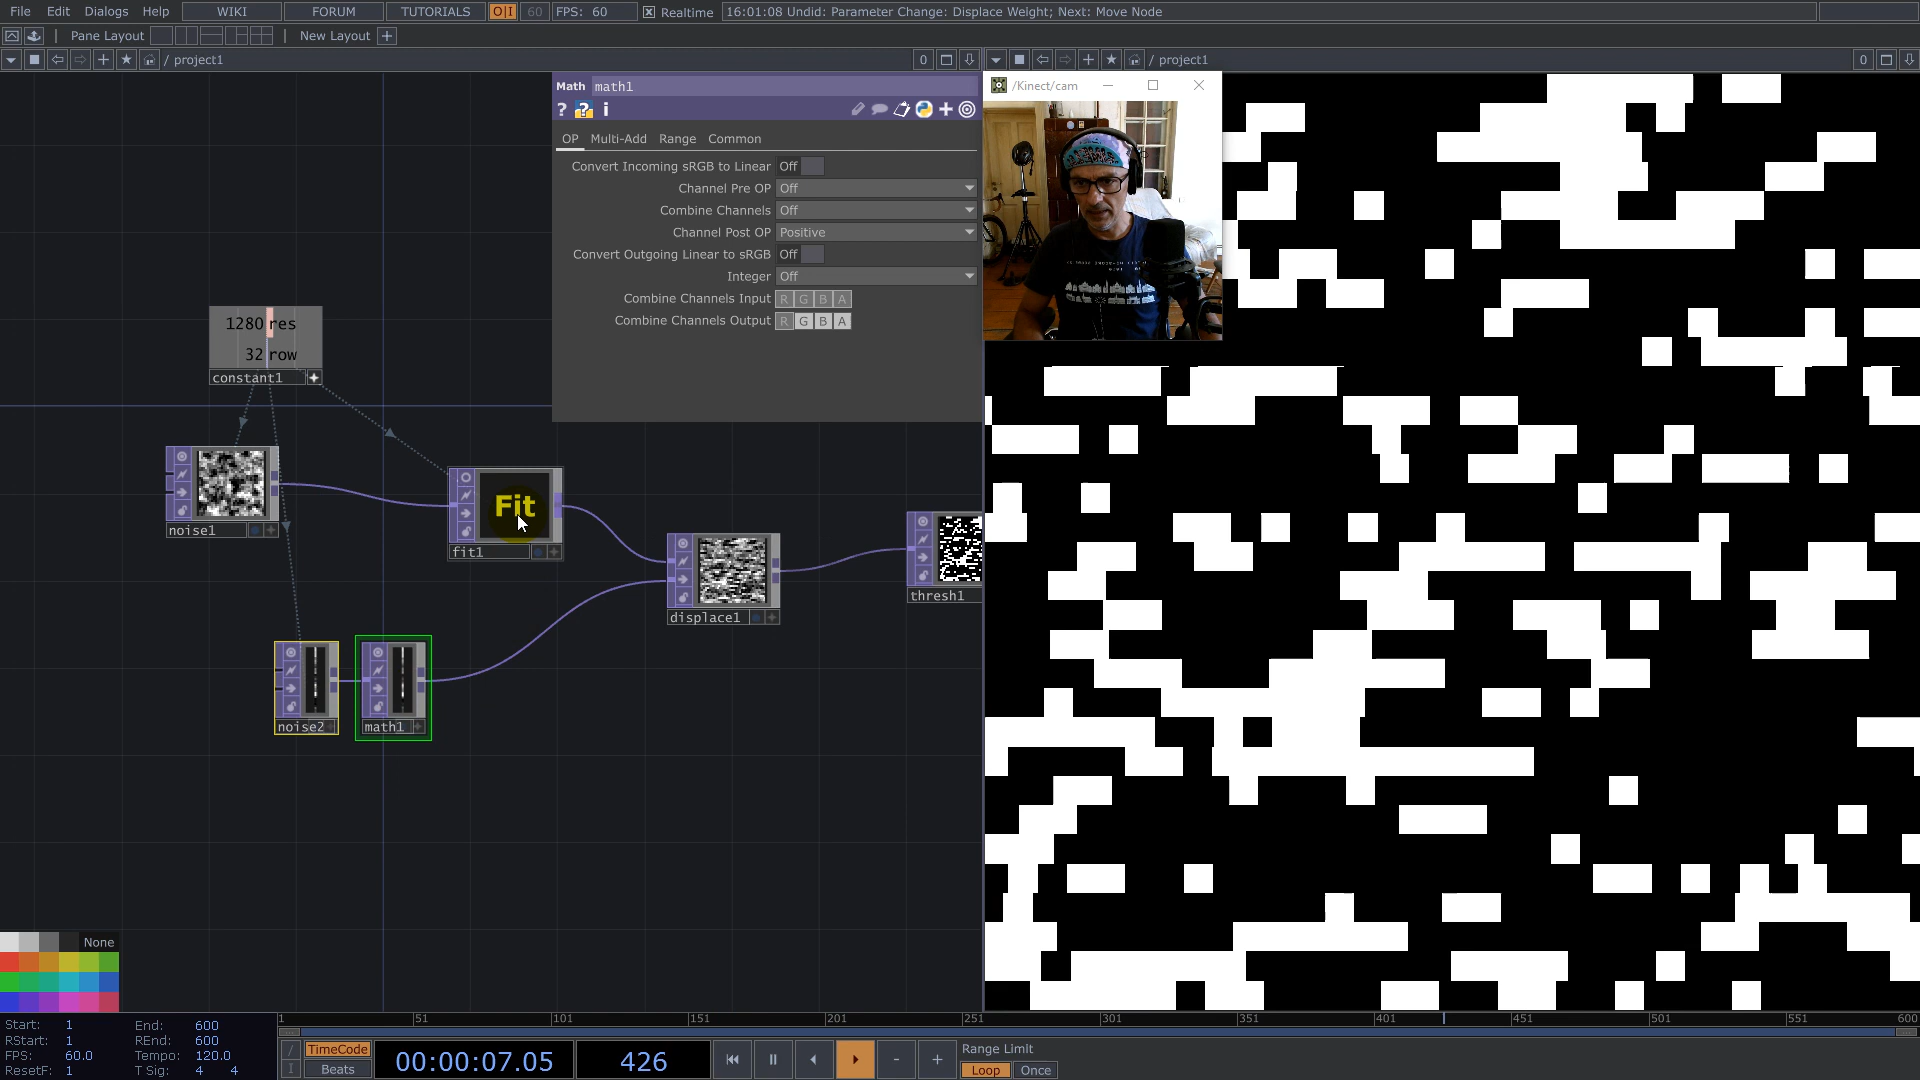 File Edit Dialogs Help WIKI FORUM TUTORIALS O|I 60 FPS: 60 Realtime 16:01:08 Undid: Parameter Change: Displace Weight; Next: Move Node
Pane Layout New Layout
/ project1 0
/ project1 0
Math math1
/Kinect/cam
OP Multi-Add Range Common
Convert Incoming sRGB to Linear Off
Channel Pre OP Off
Combine Channels Off
Channel Post OP Positive
Convert Outgoing Linear to sRGB Off
Integer Off
Combine Channels Input R G B A
Combine Channels Output R G B A
1280 res
32 row
constant1
noise1
Fit
fit1
displace1
thresh1
noise2
math1
None
Start: 1 End: 600
RStart: 1 REnd: 600
FPS: 60.0 Tempo: 120.0
ResetF: 1 T Sig: 4 4
1 51 101 151 201 251 301 351 401 451 501 551 600
TimeCode
Beats
00:00:07.05
426
Range Limit
Loop Once